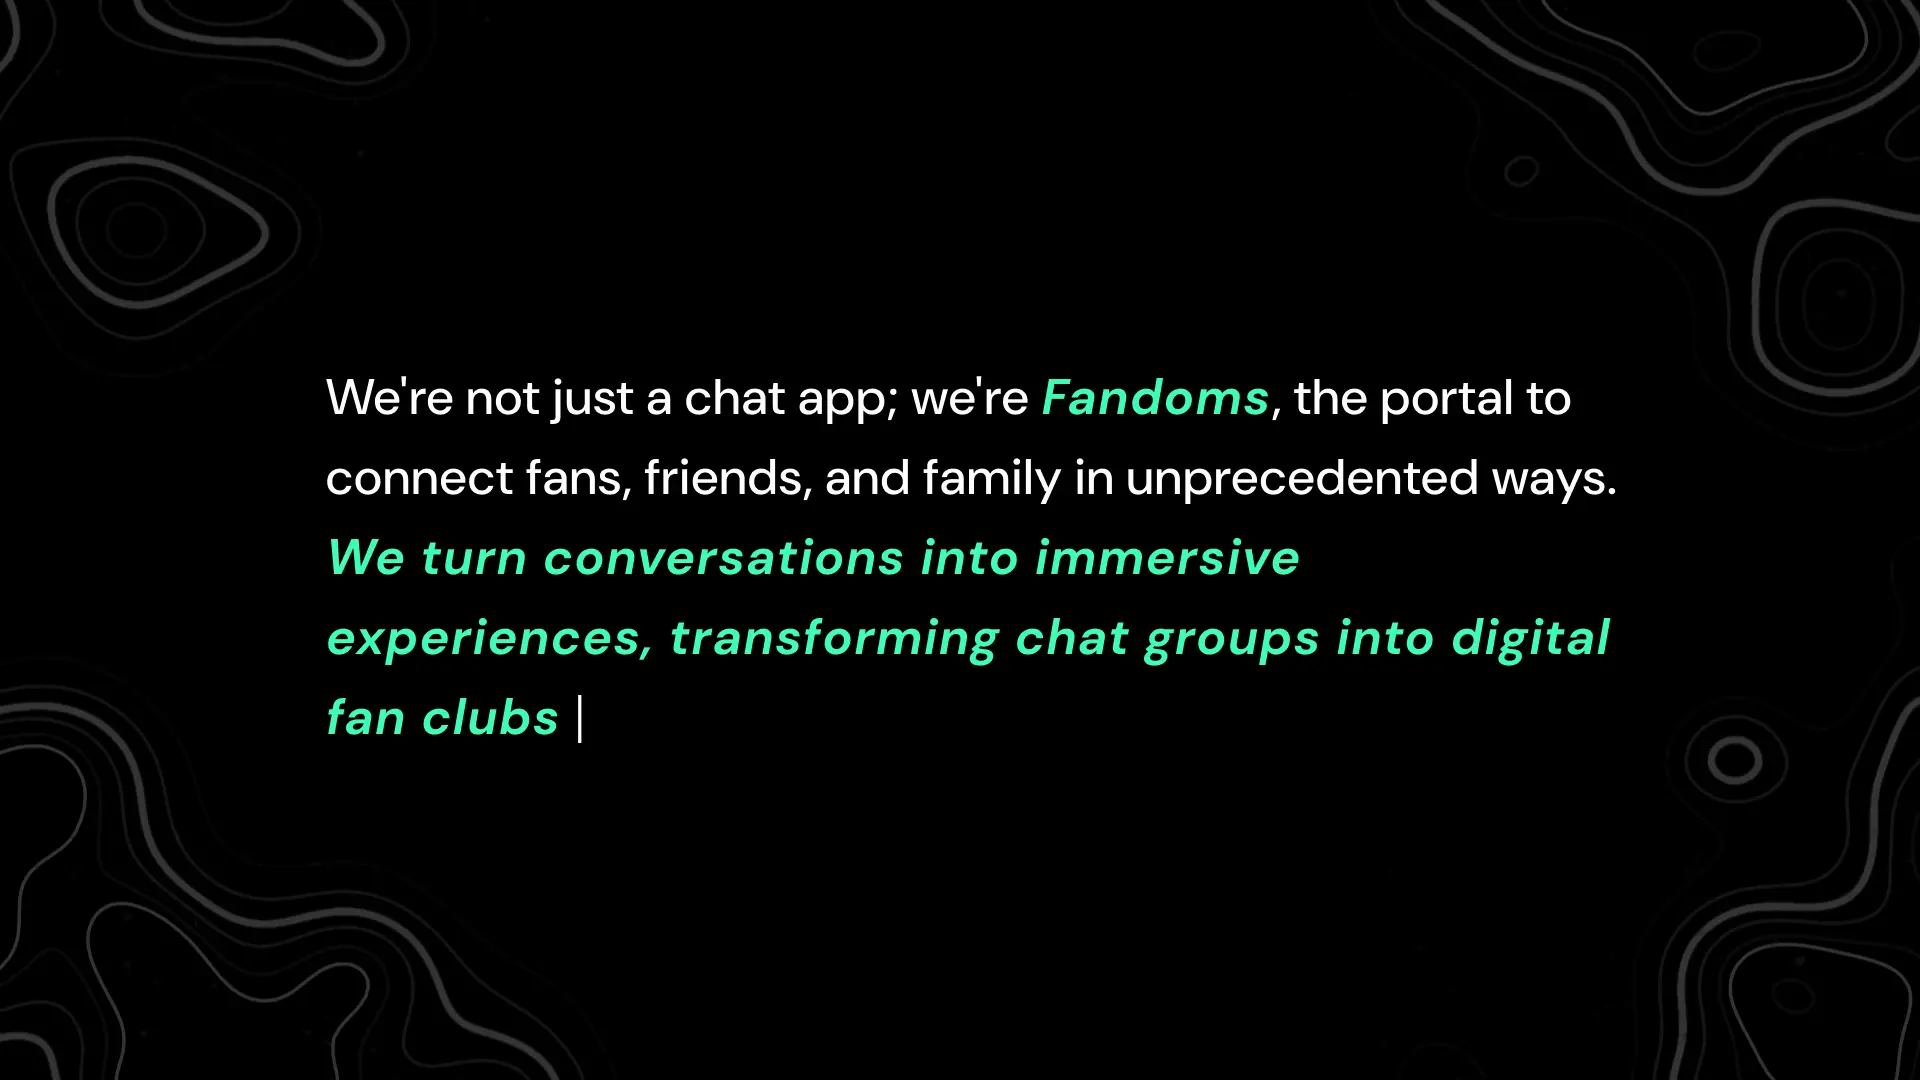 We're not just a chat app; we're Fandoms, the portal to
connect fans, friends, and family in unprecedented ways.
We turn conversations into immersive
experiences, transforming chat groups into digital
fan clubs |